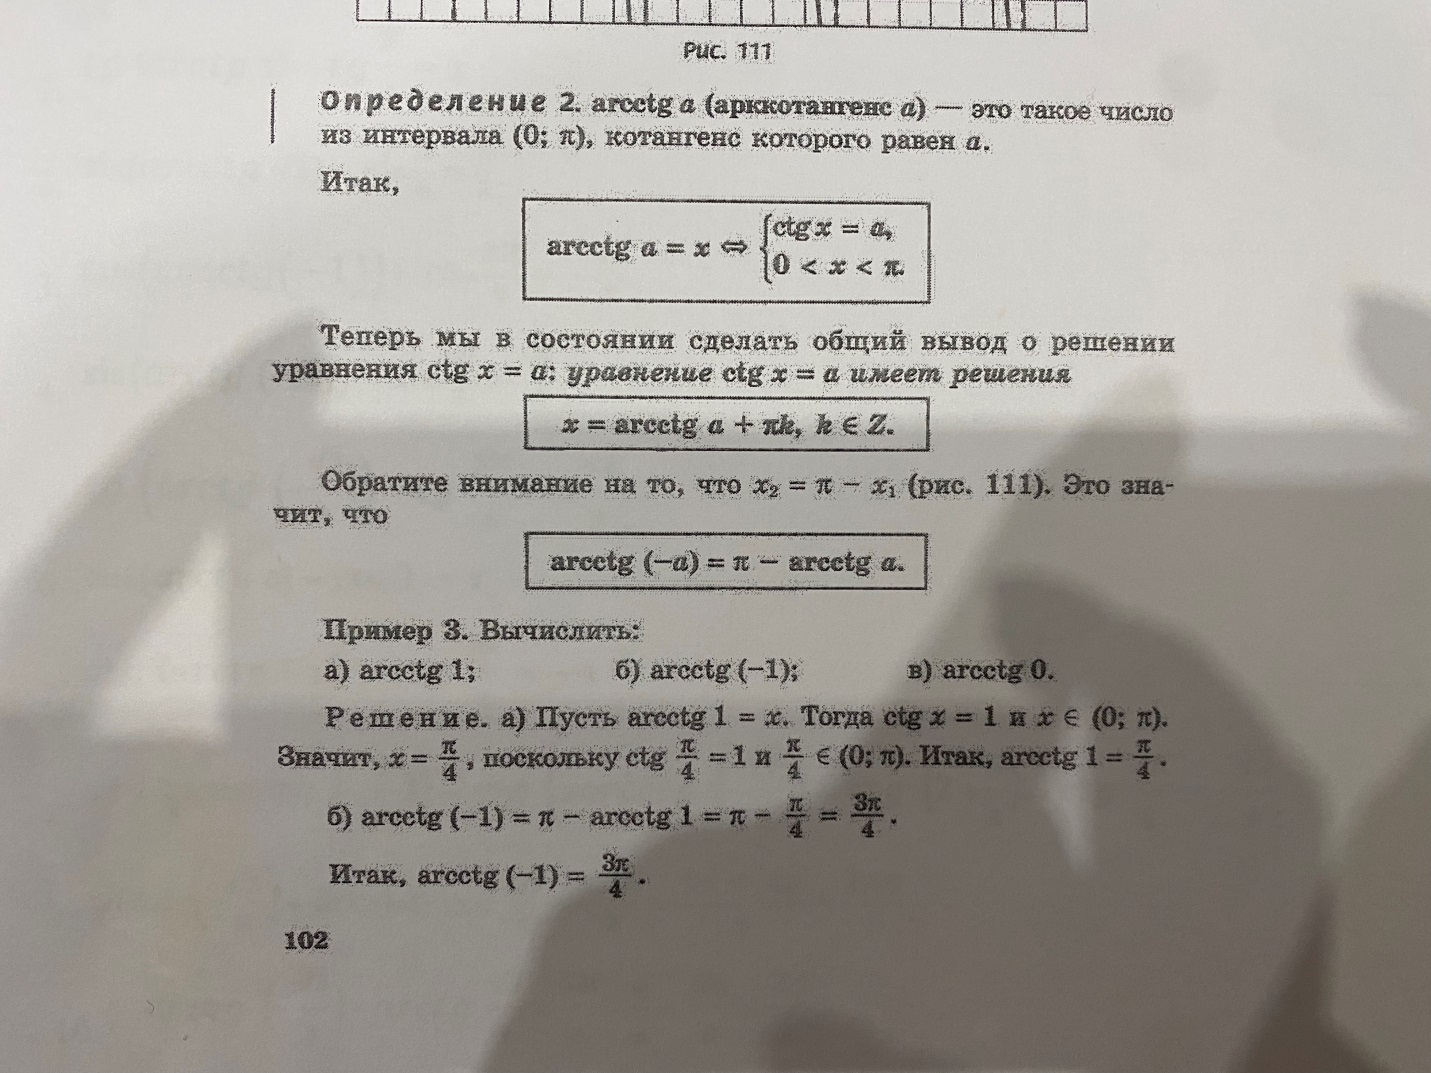 Рис. 111
Определение 2. arcctg a (арккотангенс a) — это такое число
из интервала (0; π), котангенс которого равен a.
Итак,
arcctg a = x ⇔ {ctg x = a,
0 < x < π.
Теперь мы в состоянии сделать общий вывод о решении
уравнения ctg x = a: уравнение ctg x = a имеет решения
x = arcctg a + πk, k ∈ Z.
Обратите внимание на то, что x₂ = π − x₁ (рис. 111). Это зна-
чит, что
arcctg (−a) = π − arcctg a.
Пример 3. Вычислить:
а) arcctg 1; б) arcctg (−1); в) arcctg 0.
Решение. а) Пусть arcctg 1 = x. Тогда ctg x = 1 и x ∈ (0; π).
Значит, x = π/4, поскольку ctg π/4 = 1 и π/4 ∈ (0; π). Итак, arcctg 1 = π/4.
б) arcctg (−1) = π − arcctg 1 = π − π/4 = 3π/4.
Итак, arcctg (−1) = 3π/4.
102